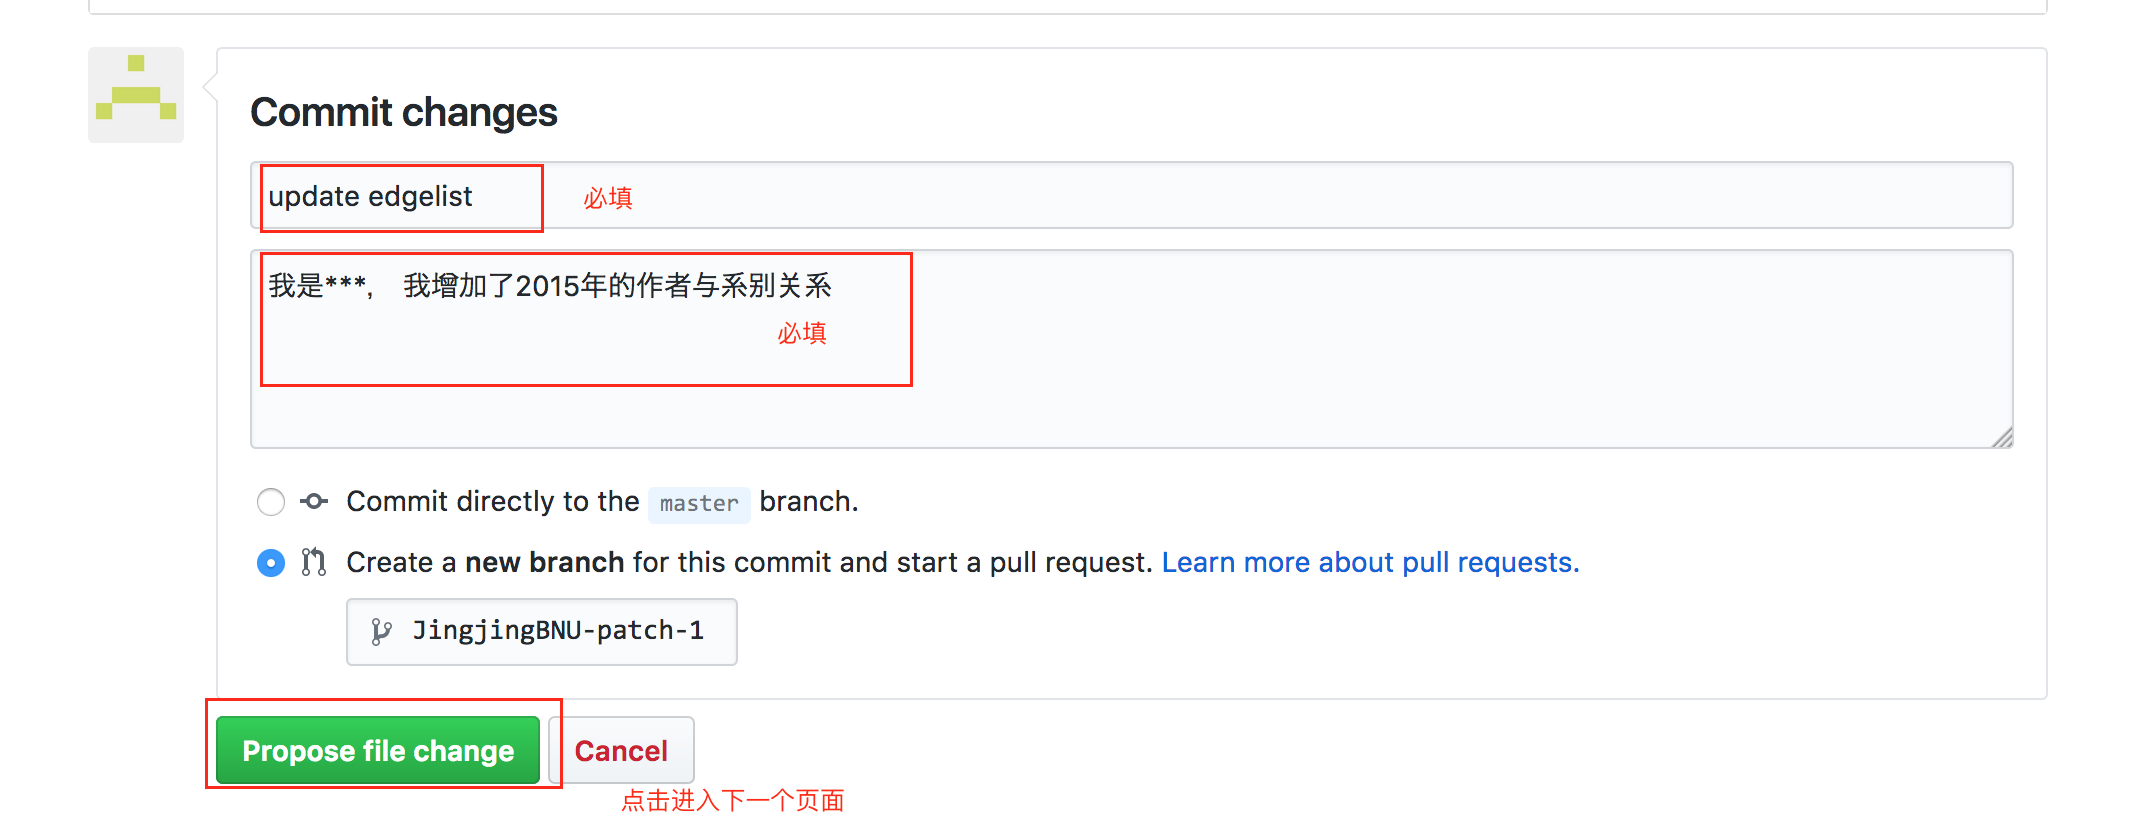 Commit changes
update edgelist 必填
我是***， 我增加了2015年的作者与系别关系
必填
Commit directly to the master branch.
Create a new branch for this commit and start a pull request. Learn more about pull requests.
JingjingBNU-patch-1
Propose file change Cancel
点击进入下一个页面